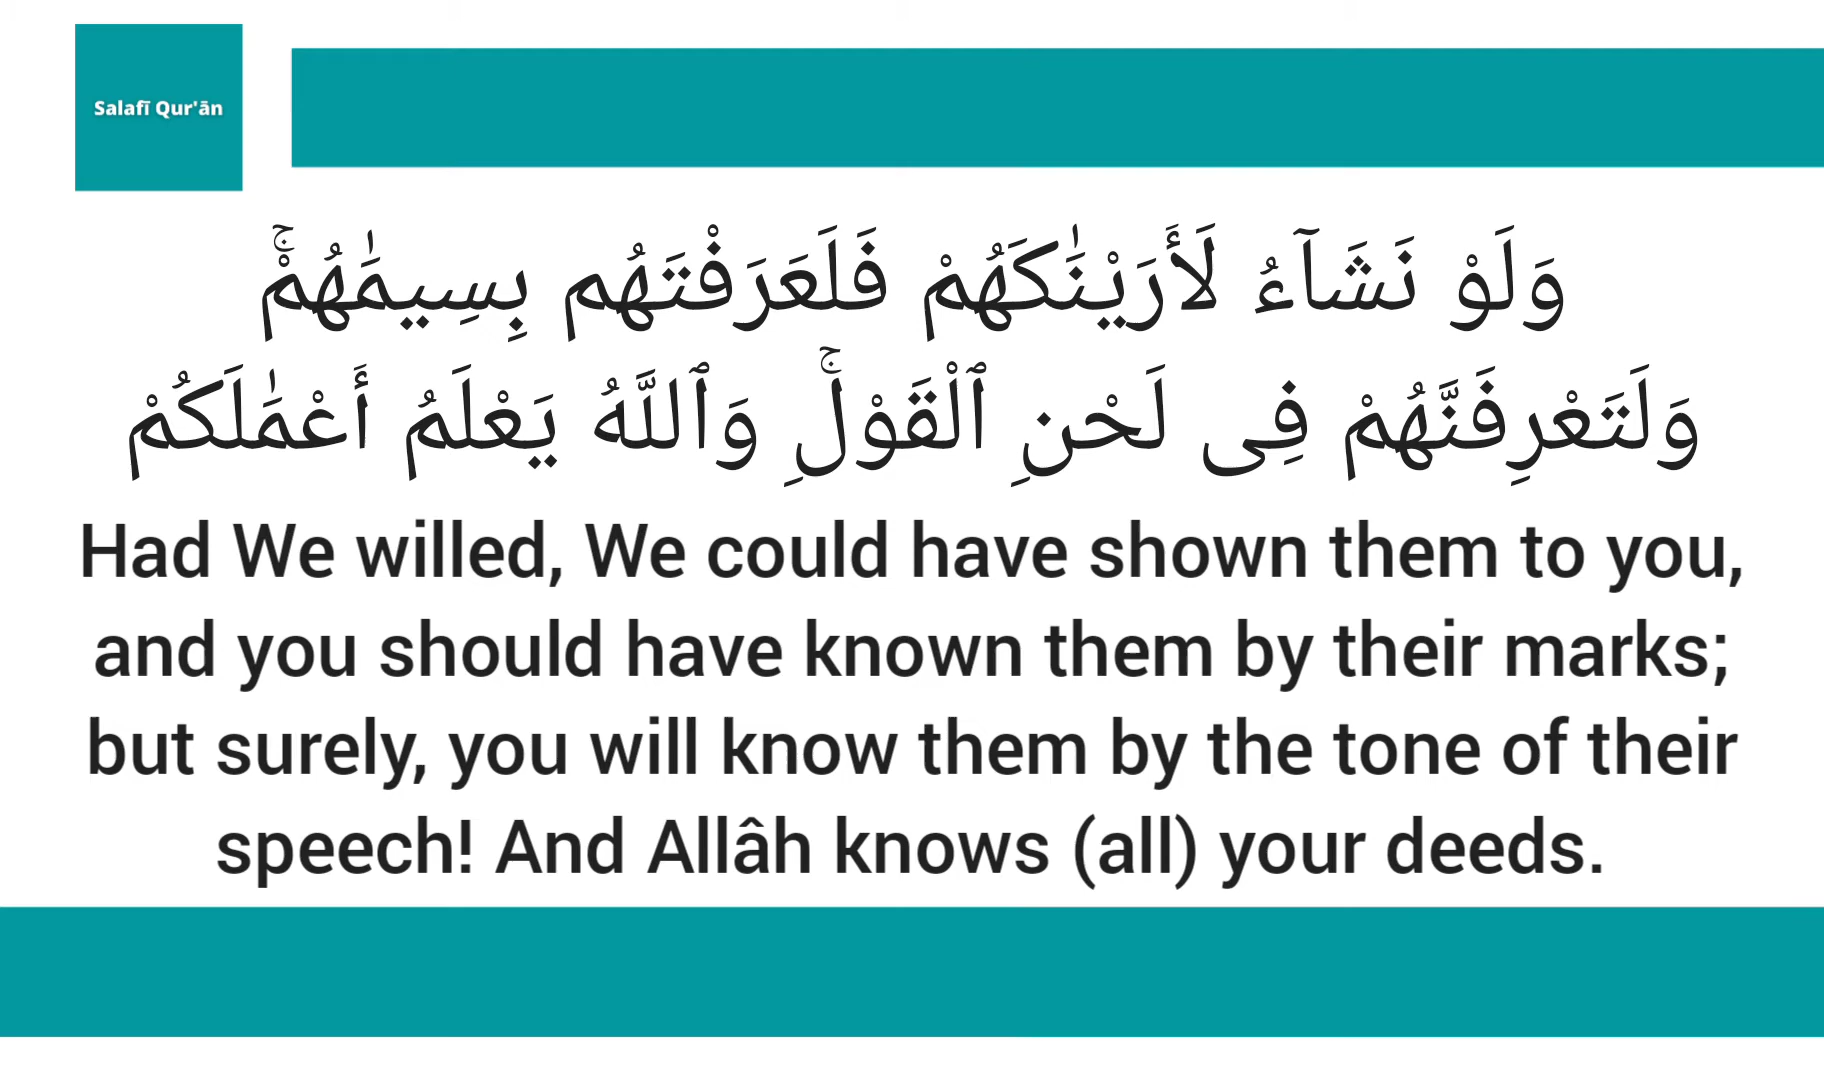 Salafī Qur'ān
وَلَوْ نَشَآءُ لَأَرَيْنَٰكَهُمْ فَلَعَرَفْتَهُم بِسِيمَٰهُمْۚ
وَلَتَعْرِفَنَّهُمْ فِى لَحْنِ ٱلْقَوْلِۚ وَٱللَّهُ يَعْلَمُ أَعْمَٰلَكُمْ
Had We willed, We could have shown them to you,
and you should have known them by their marks;
but surely, you will know them by the tone of their
speech! And Allâh knows (all) your deeds.